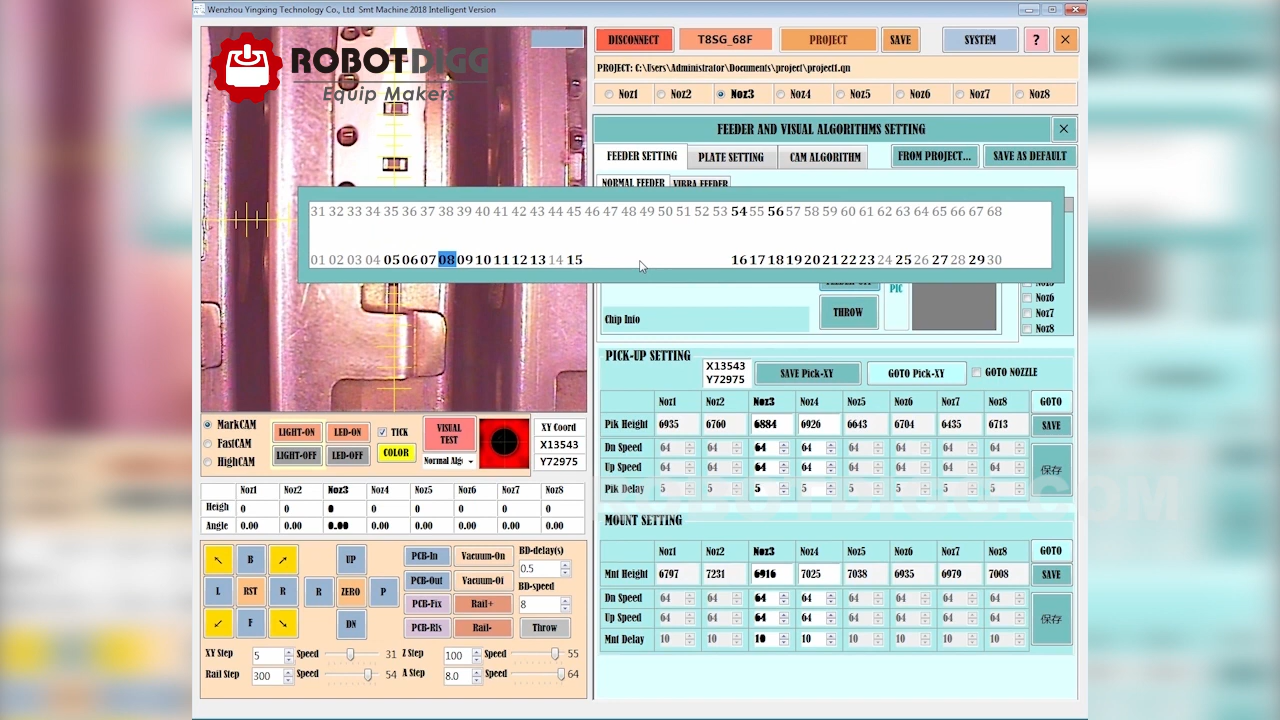 Wenzhou Yingxing Technology Co., Ltd Smt Machine 2018 Intelligent Version
ROBOTDIGG
Equip Makers
DISCONNECT T8SG_68F PROJECT SAVE SYSTEM ? ×
PROJECT: C:\Users\Administrator\Documents\project\project1.qn
Noz1 Noz2 Noz3 Noz4 Noz5 Noz6 Noz7 Noz8
FEEDER AND VISUAL ALGORITHMS SETTING ×
FEEDER SETTING PLATE SETTING CAM ALGORITHM FROM PROJECT... SAVE AS DEFAULT
NORMAL FEEDER VIBRA FEEDER
31 32 33 34 35 36 37 38 39 40 41 42 43 44 45 46 47 48 49 50 51 52 53 54 55 56 57 58 59 60 61 62 63 64 65 66 67 68
01 02 03 04 05 06 07 08 09 10 11 12 13 14 15 16 17 18 19 20 21 22 23 24 25 26 27 28 29 30
PIC
Noz6
Chip Info THROW Noz7
Noz8
PICK-UP SETTING
X13543
Y72975
SAVE Pick-XY GOTO Pick-XY GOTO NOZZLE
Noz1 Noz2 Noz3 Noz4 Noz5 Noz6 Noz7 Noz8 GOTO
Pik Height 6935 6760 6884 6926 6643 6704 6435 6713 SAVE
Dn Speed 64 64 64 64 64 64 64 64
Up Speed 64 64 64 64 64 64 64 64 保存
Pik Delay 5 5 5 5 5 5 5 5
MOUNT SETTING
Noz1 Noz2 Noz3 Noz4 Noz5 Noz6 Noz7 Noz8 GOTO
Mnt Height 6797 7231 6916 7025 7038 6935 6979 7008 SAVE
Dn Speed 64 64 64 64 64 64 64 64
Up Speed 64 64 64 64 64 64 64 64 保存
Mnt Delay 10 10 10 10 10 10 10 10
MarkCAM
FastCAM
HighCAM
LIGHT-ON LED-ON TICK
LIGHT-OFF LED-OFF COLOR
VISUAL
TEST
Normal Alg
XY Coord
X13543
Y72975
Noz1 Noz2 Noz3 Noz4 Noz5 Noz6 Noz7 Noz8
Heigh 0 0 0 0 0 0 0 0
Angle 0.00 0.00 0.00 0.00 0.00 0.00 0.00 0.00
↖ B ↗ UP
L RST R R ZERO P
↙ F ↘ DN
PCB-In Vacuum-On
PCB-Out Vacuum-Of
PCB-Fix Rail+
PCB-Rls Rail- Throw
BD-delay(s)
0.5
BD-speed
8
XY Step 5 Speed 31 Z Step 100 Speed 55
Rail Step 300 Speed 54 A Step 8.0 Speed 64